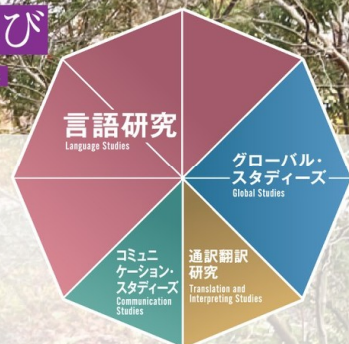 び
言語研究
Language Studies
グローバル・
スタディーズ
Global Studies
コミュニ
ケーション・
スタディーズ
Communication
Studies
通訳翻訳
研究
Translation and
Interpreting Studies